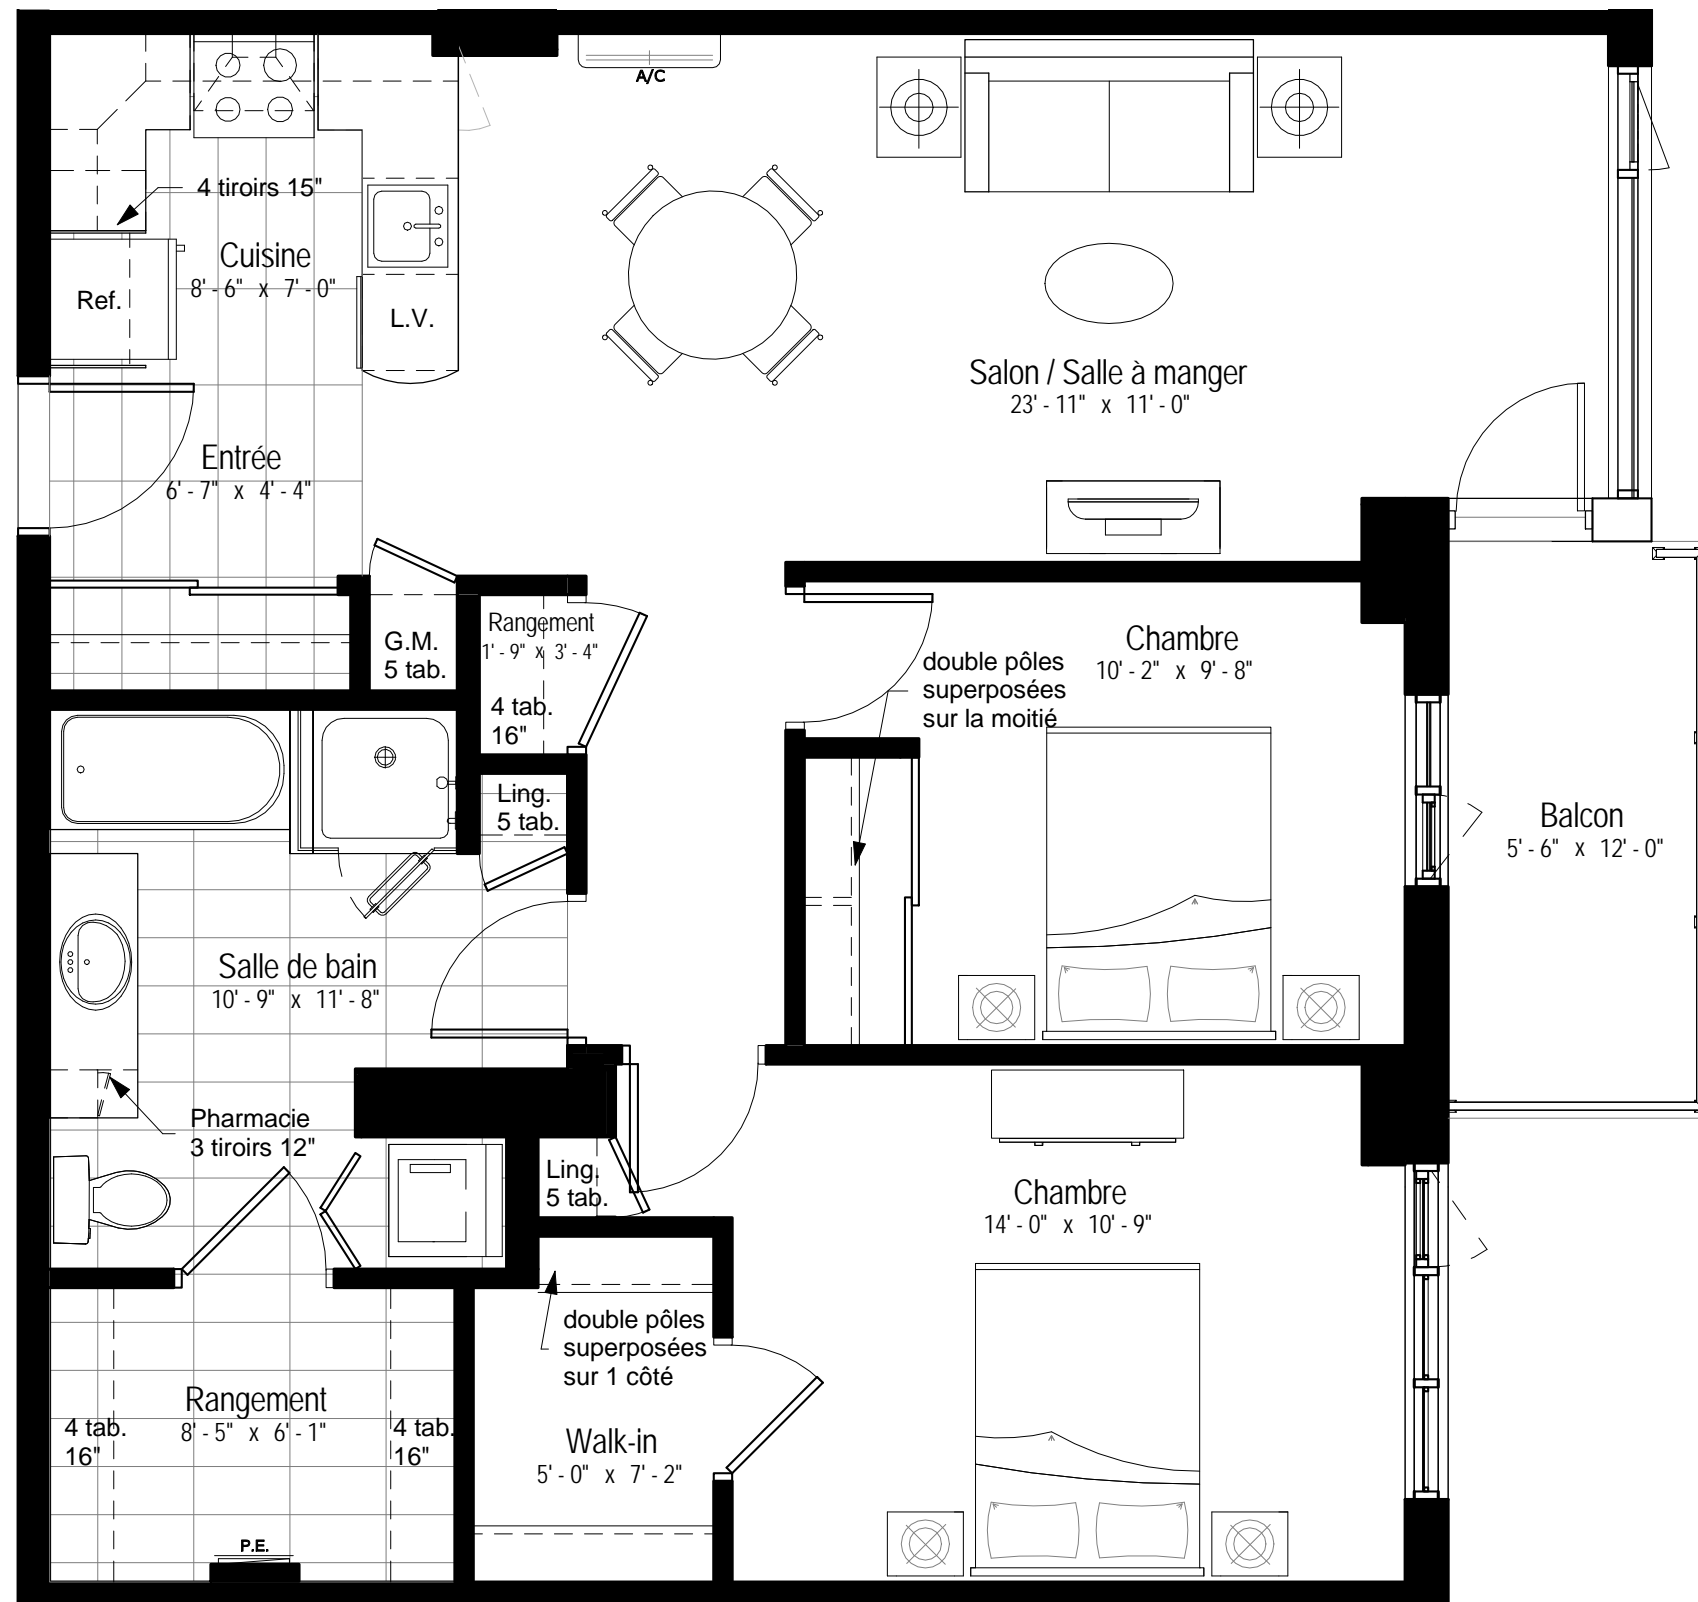 A/C
4 tiroirs 15"
Cuisine
8' - 6" x 7' - 0"
Ref.
L.V.
Salon / Salle à manger
23' - 11" x 11' - 0"
Entrée
6' - 7" x 4' - 4"
G.M.
5 tab.
Rangement
1' - 9" x 3' - 4"
4 tab.
16"
double pôles
superposées
sur la moitié
Chambre
10' - 2" x 9' - 8"
Ling.
5 tab.
Balcon
5' - 6" x 12' - 0"
Salle de bain
10' - 9" x 11' - 8"
Pharmacie
3 tiroirs 12"
Ling.
5 tab.
Chambre
14' - 0" x 10' - 9"
double pôles
superposées
sur 1 côté
Rangement
8' - 5" x 6' - 1"
4 tab.
16"
4 tab.
16"
Walk-in
5' - 0" x 7' - 2"
P.E.